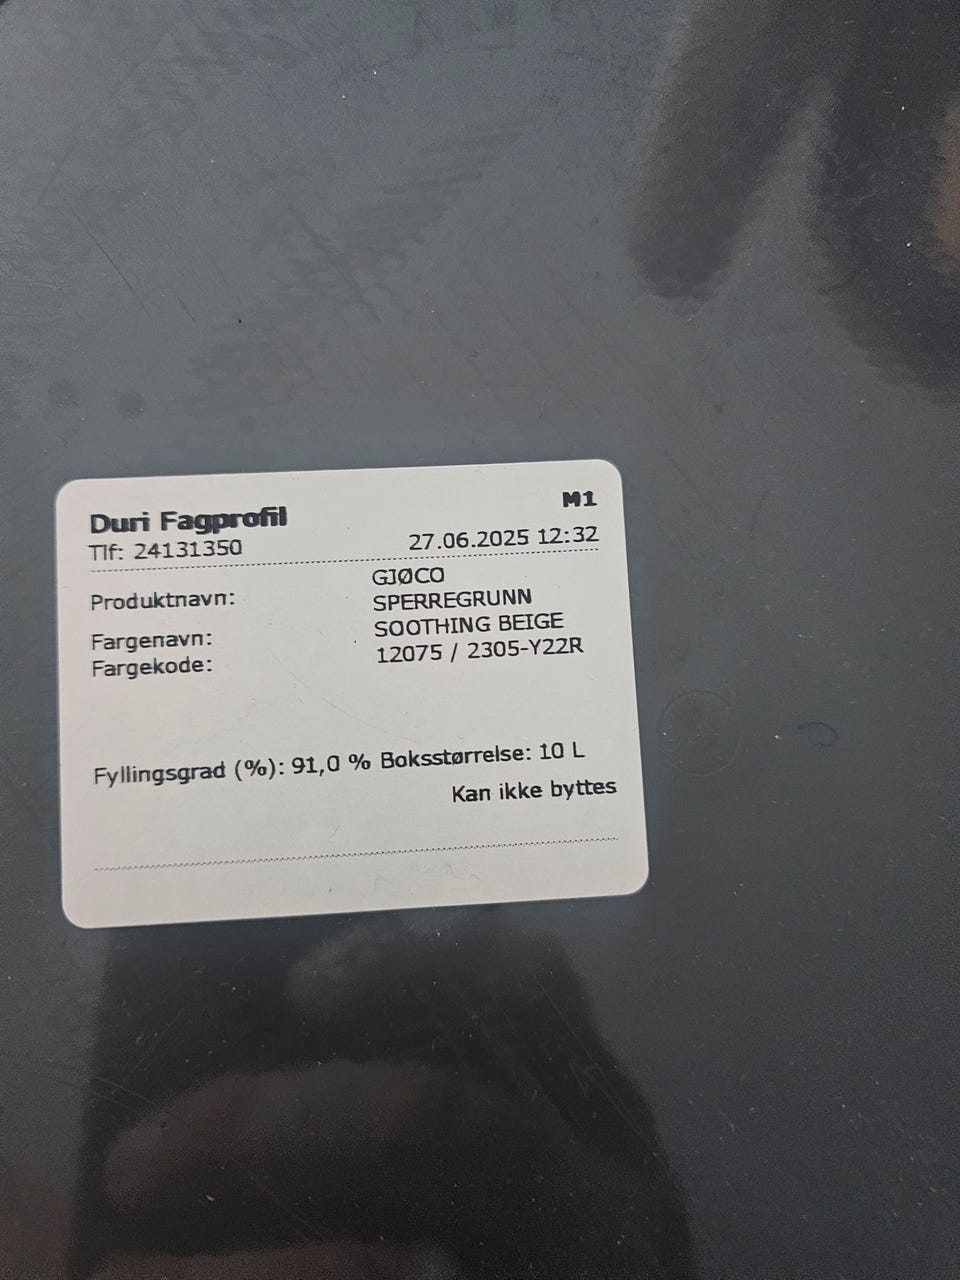 Duri Fagprofil M1
Tlf: 24131350 27.06.2025 12:32
Produktnavn: GJØCO
SPERREGRUNN
Fargenavn: SOOTHING BEIGE
Fargekode: 12075 / 2305-Y22R
Fyllingsgrad (%): 91,0 % Boksstørrelse: 10 L
Kan ikke byttes